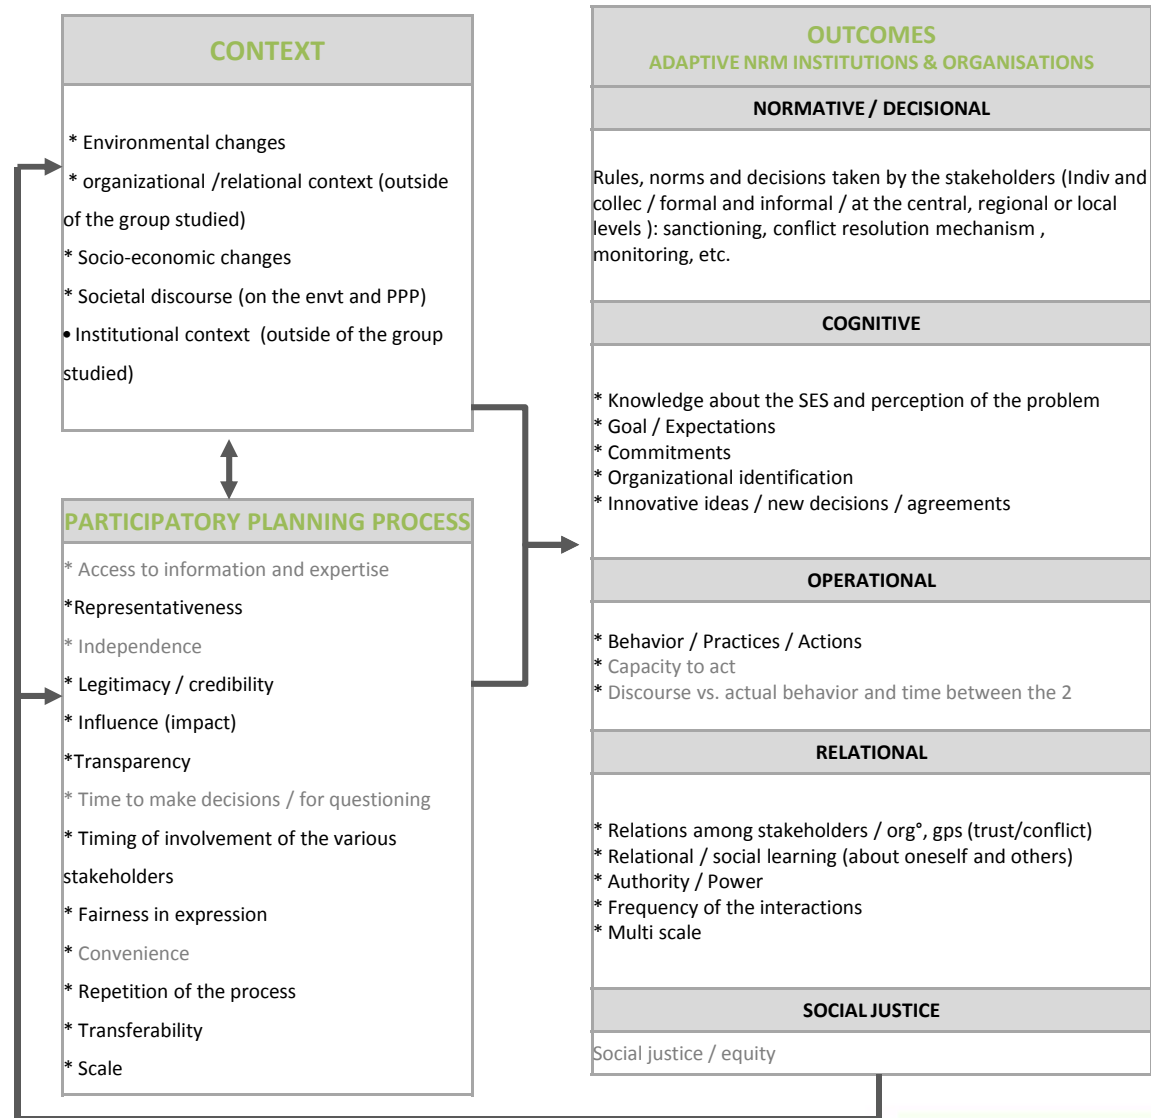 CONTEXT
* Environmental changes
* organizational /relational context (outside
of the group studied)
* Socio-economic changes
* Societal discourse (on the envt and PPP)
• Institutional context (outside of the group
studied)
PARTICIPATORY PLANNING PROCESS
* Access to information and expertise
*Representativeness
* Independence
* Legitimacy / credibility
* Influence (impact)
*Transparency
* Time to make decisions / for questioning
* Timing of involvement of the various
stakeholders
* Fairness in expression
* Convenience
* Repetition of the process
* Transferability
* Scale
OUTCOMES
ADAPTIVE NRM INSTITUTIONS & ORGANISATIONS
NORMATIVE / DECISIONAL
Rules, norms and decisions taken by the stakeholders (Indiv and
collec / formal and informal / at the central, regional or local
levels ): sanctioning, conflict resolution mechanism ,
monitoring, etc.
COGNITIVE
* Knowledge about the SES and perception of the problem
* Goal / Expectations
* Commitments
* Organizational identification
* Innovative ideas / new decisions / agreements
OPERATIONAL
* Behavior / Practices / Actions
* Capacity to act
* Discourse vs. actual behavior and time between the 2
RELATIONAL
* Relations among stakeholders / org°, gps (trust/conflict)
* Relational / social learning (about oneself and others)
* Authority / Power
* Frequency of the interactions
* Multi scale
SOCIAL JUSTICE
Social justice / equity